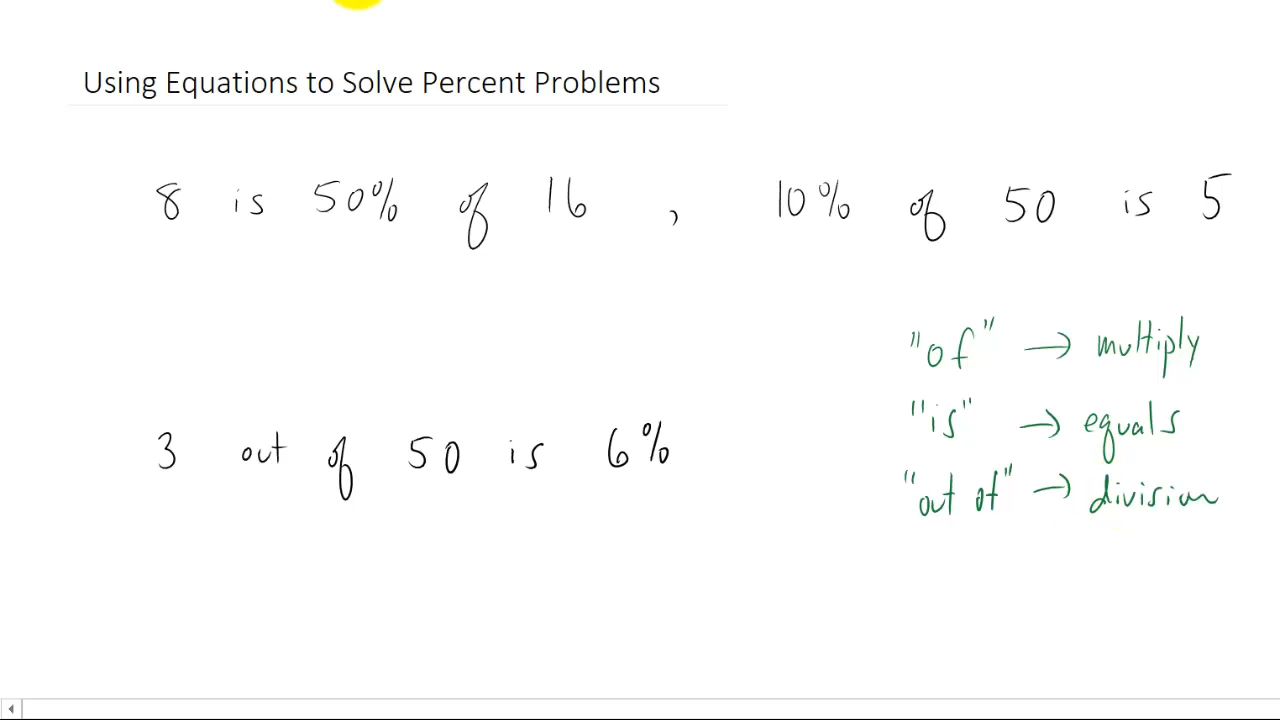 Using Equations to Solve Percent Problems
8 is 50% of 16 , 10% of 50 is 5
"of" → multiply
"is" → equals
3 out of 50 is 6%
"out of" → division